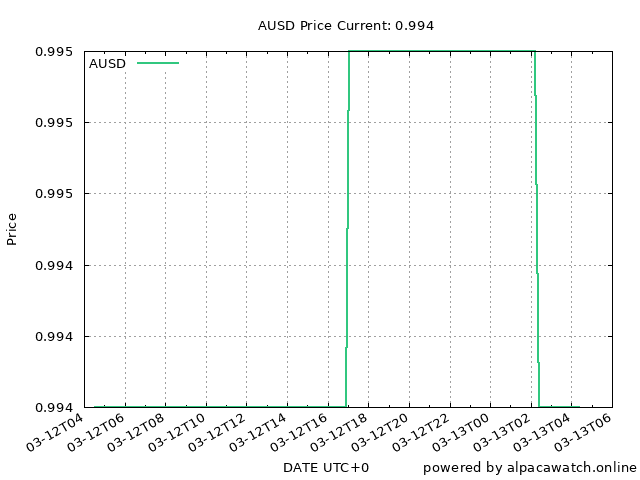 AUSD Price Current: 0.994
AUSD
0.995
0.995
0.995
0.994
0.994
0.994
Price
03-12T04
03-12T06
03-12T08
03-12T10
03-12T12
03-12T14
03-12T16
03-12T18
03-12T20
03-12T22
03-13T00
03-13T02
03-13T04
03-13T06
DATE UTC+0
powered by alpacawatch.online